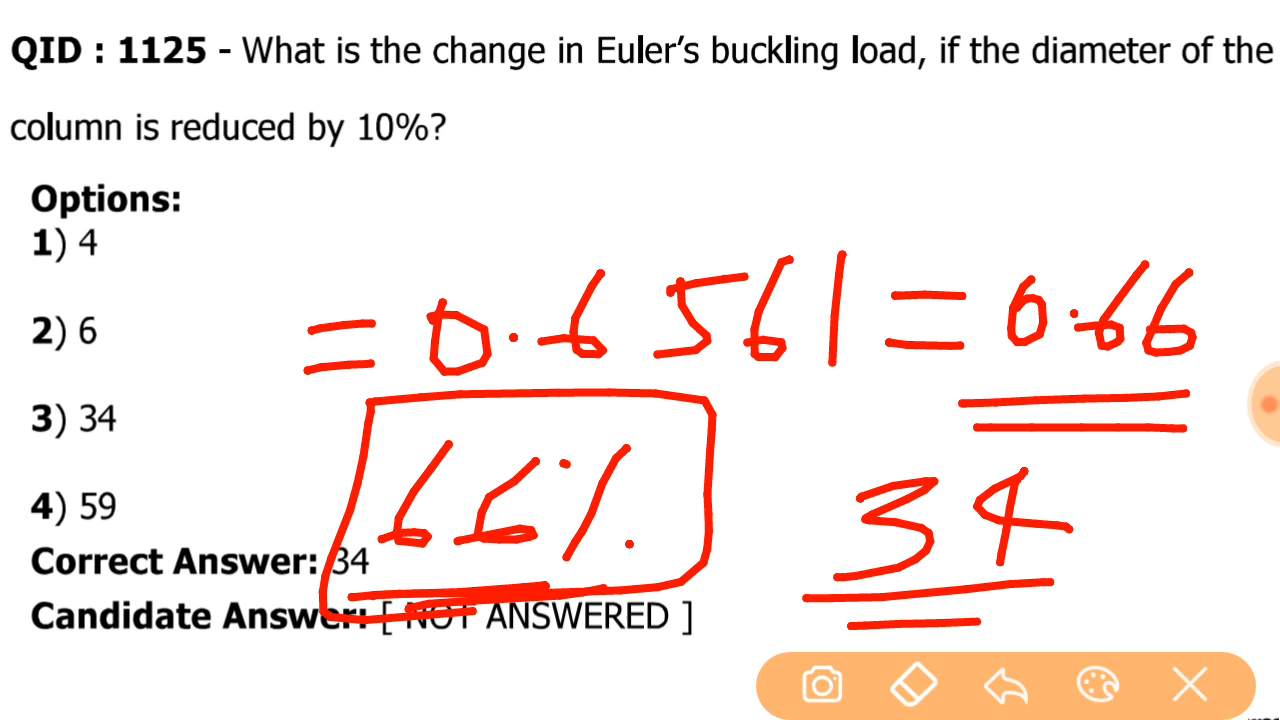 QID : 1125 - What is the change in Euler’s buckling load, if the diameter of the
column is reduced by 10%?
Options:
1) 4
2) 6
= 0.6561 = 0.66
3) 34
66%.
34
4) 59
Correct Answer: 34
Candidate Answer: [ NOT ANSWERED ]